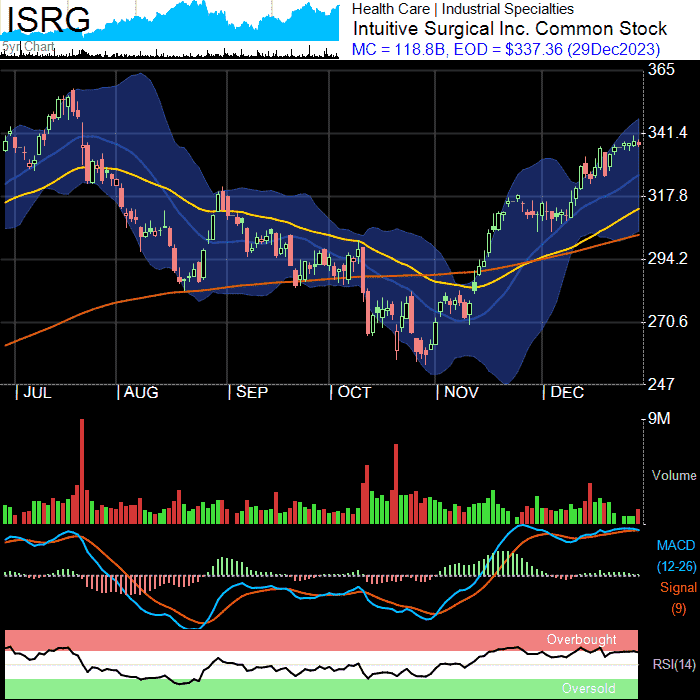 ISRG
5yr Chart
Health Care | Industrial Specialties
Intuitive Surgical Inc. Common Stock
MC = 118.8B, EOD = $337.36 (29Dec2023)
365
341.4
317.8
294.2
270.6
247
| JUL | AUG | SEP | OCT | NOV | DEC
9M
Volume
MACD
(12-26)
Signal
(9)
Overbought
RSI(14)
Oversold